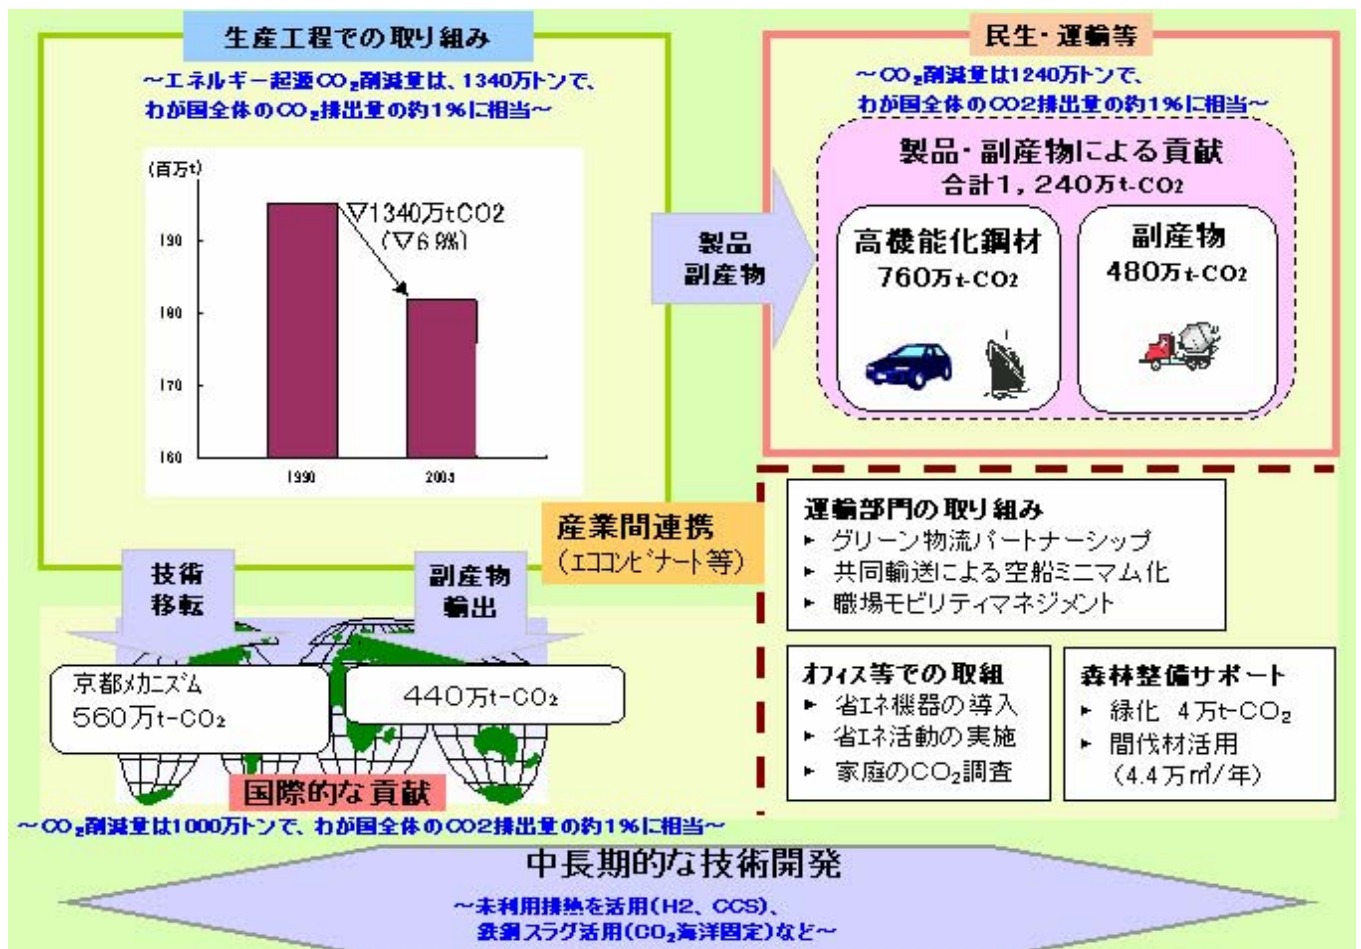 生産工程での取り組み
～エネルギー起源CO₂削減量は、1340万トンで、
わが国全体のCO₂排出量の約1%に相当～
(百万t)
190
180
170
160
1990
▽1340万tCO2
(▽6.9%)
製品
副産物
民生・運輸等
～CO₂削減量は1240万トンで、
わが国全体のCO2排出量の約1%に相当～
製品・副産物による貢献
合計1，240万t-CO₂
高機能化鋼材
760万t-CO₂
副産物
480万t-CO₂
産業間連携
(エココンビナート等)
技術
移転
副産物
輸出
京都メカニズム
560万t-CO₂
440万t-CO₂
国際的な貢献
～CO₂削減量は1000万トンで、わが国全体のCO2排出量の約1%に相当～
運輸部門の取り組み
▸ グリーン物流パートナーシップ
▸ 共同輸送による空船ミニマム化
▸ 職場モビリティマネジメント
オフィス等での取組
▸ 省エネ機器の導入
▸ 省エネ活動の実施
▸ 家庭のCO₂調査
森林整備サポート
▸ 緑化 4万t-CO₂
▸ 間伐材活用
(4.4万㎥/年)
中長期的な技術開発
～未利用排熱を活用(H2、CCS)、
鉄鋼スラグ活用(CO₂海洋固定)など～